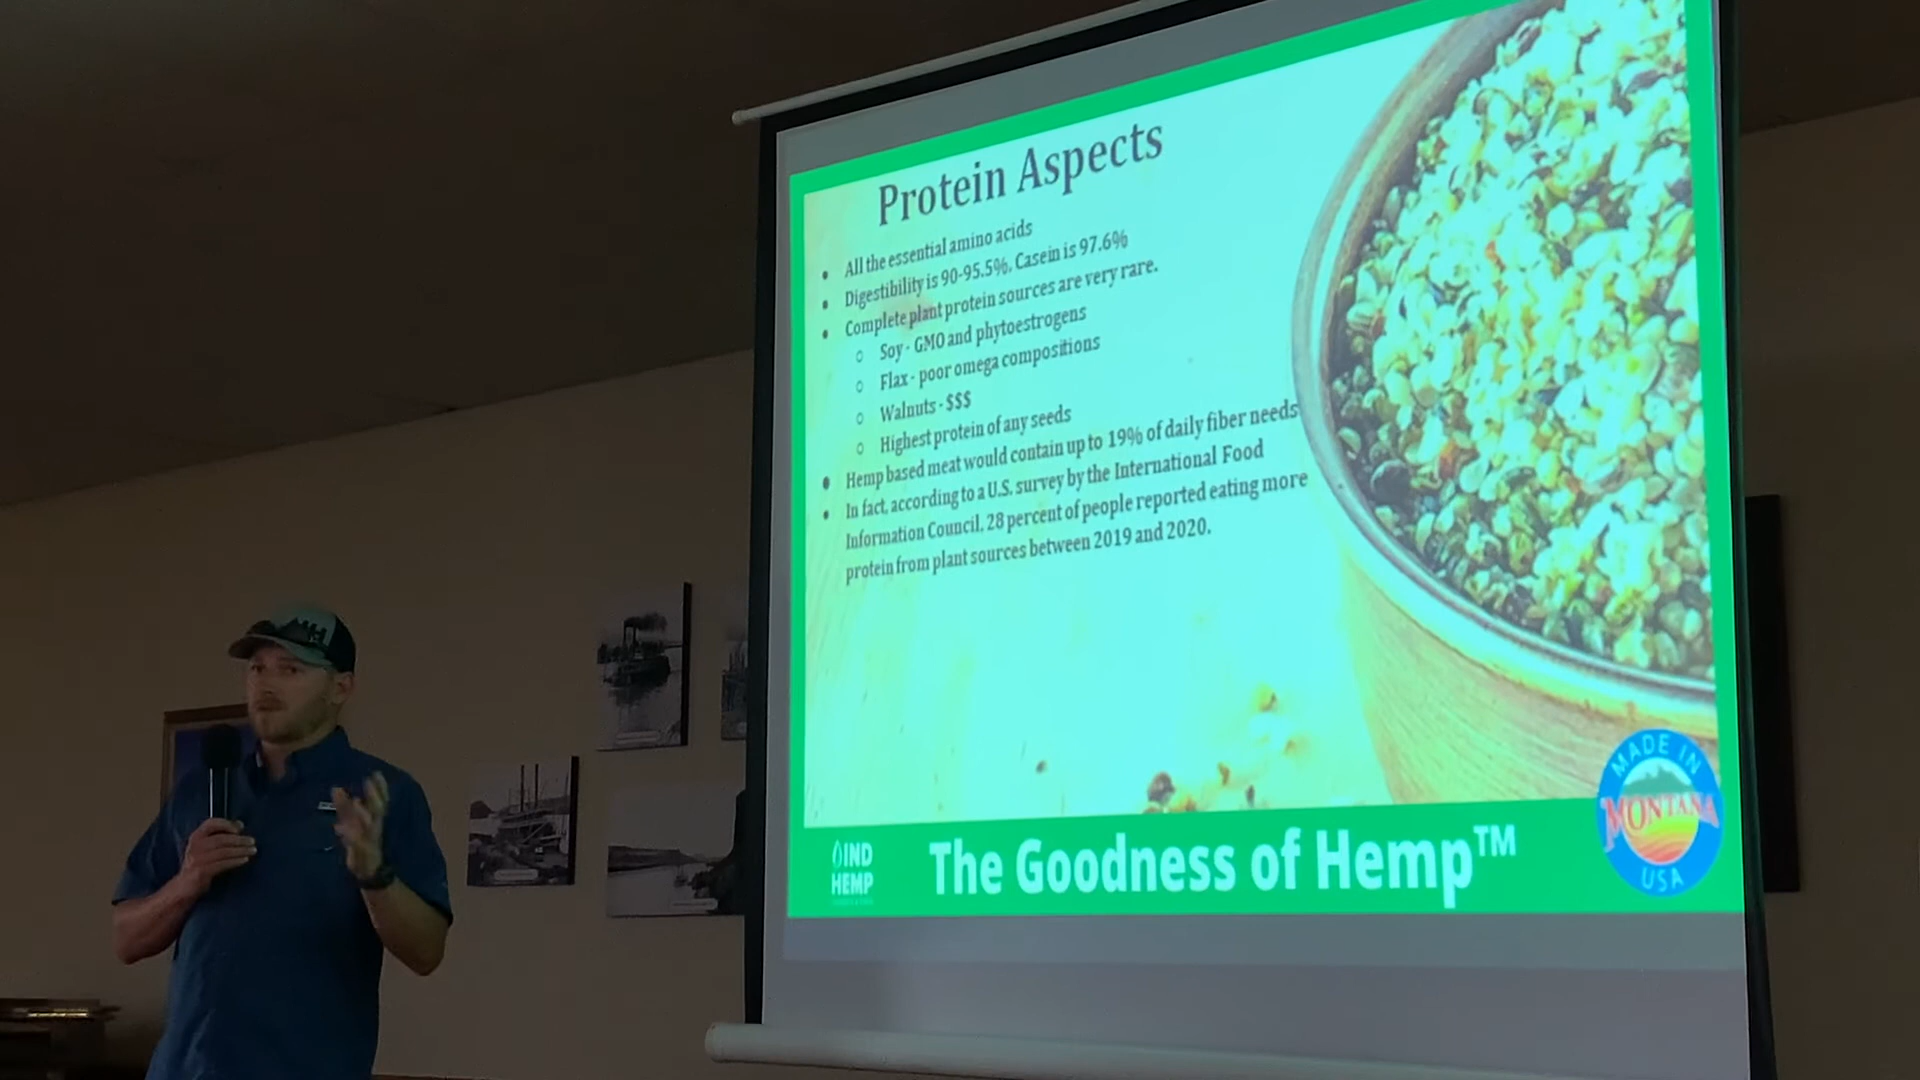 Protein Aspects
All the essential amino acids
Digestibility is 90-95.5%. Casein is 97.6%
Complete plant protein sources are very rare.
Soy - GMO and phytoestrogens
Flax - poor omega compositions
Walnuts - $$$
Highest protein of any seeds
Hemp based meat would contain up to 19% of daily fiber needs
In fact, according to a U.S. survey by the International Food
Information Council, 28 percent of people reported eating more
protein from plant sources between 2019 and 2020.
IND
HEMP
The Goodness of Hemp™
MADE IN
MONTANA
USA